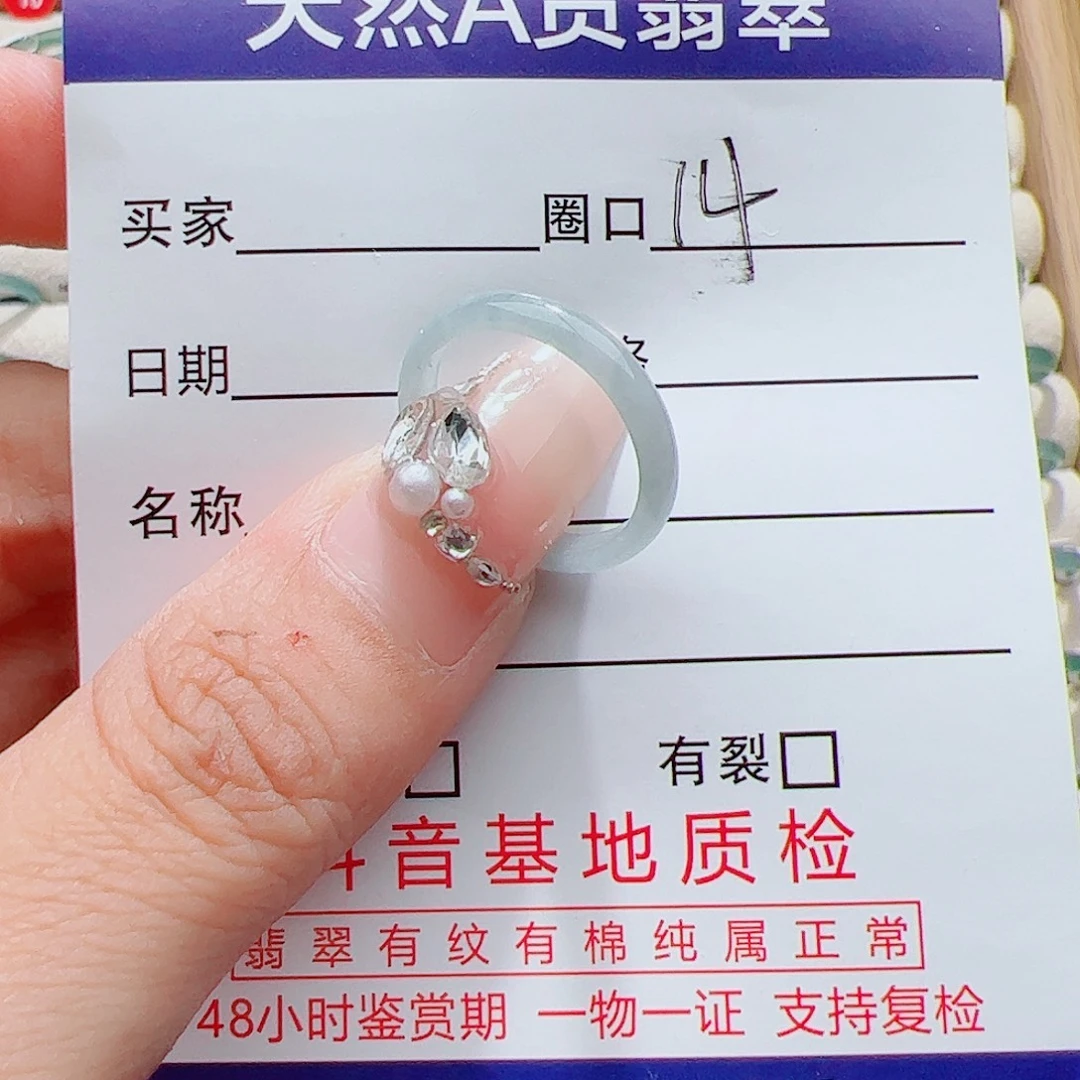 天然A货翡翠
买家 圈口 14
日期
名称
有裂
音基地质检
翡翠有纹有棉纯属正常
48小时鉴赏期 一物一证 支持复检